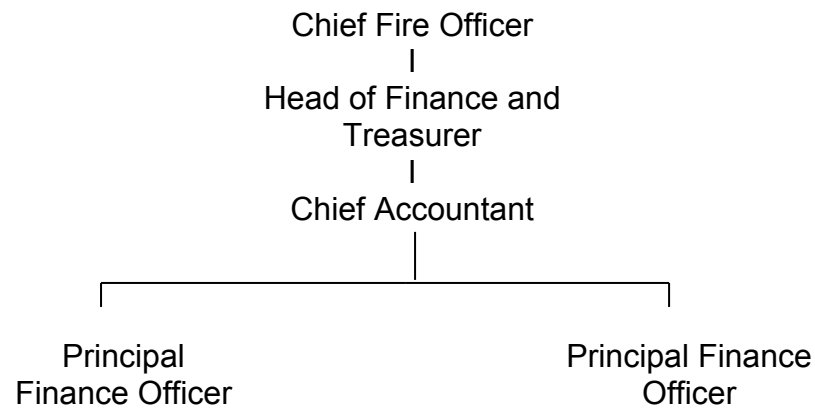 Chief Fire Officer
Head of Finance and
Treasurer
Chief Accountant
Principal
Finance Officer
Principal Finance
Officer